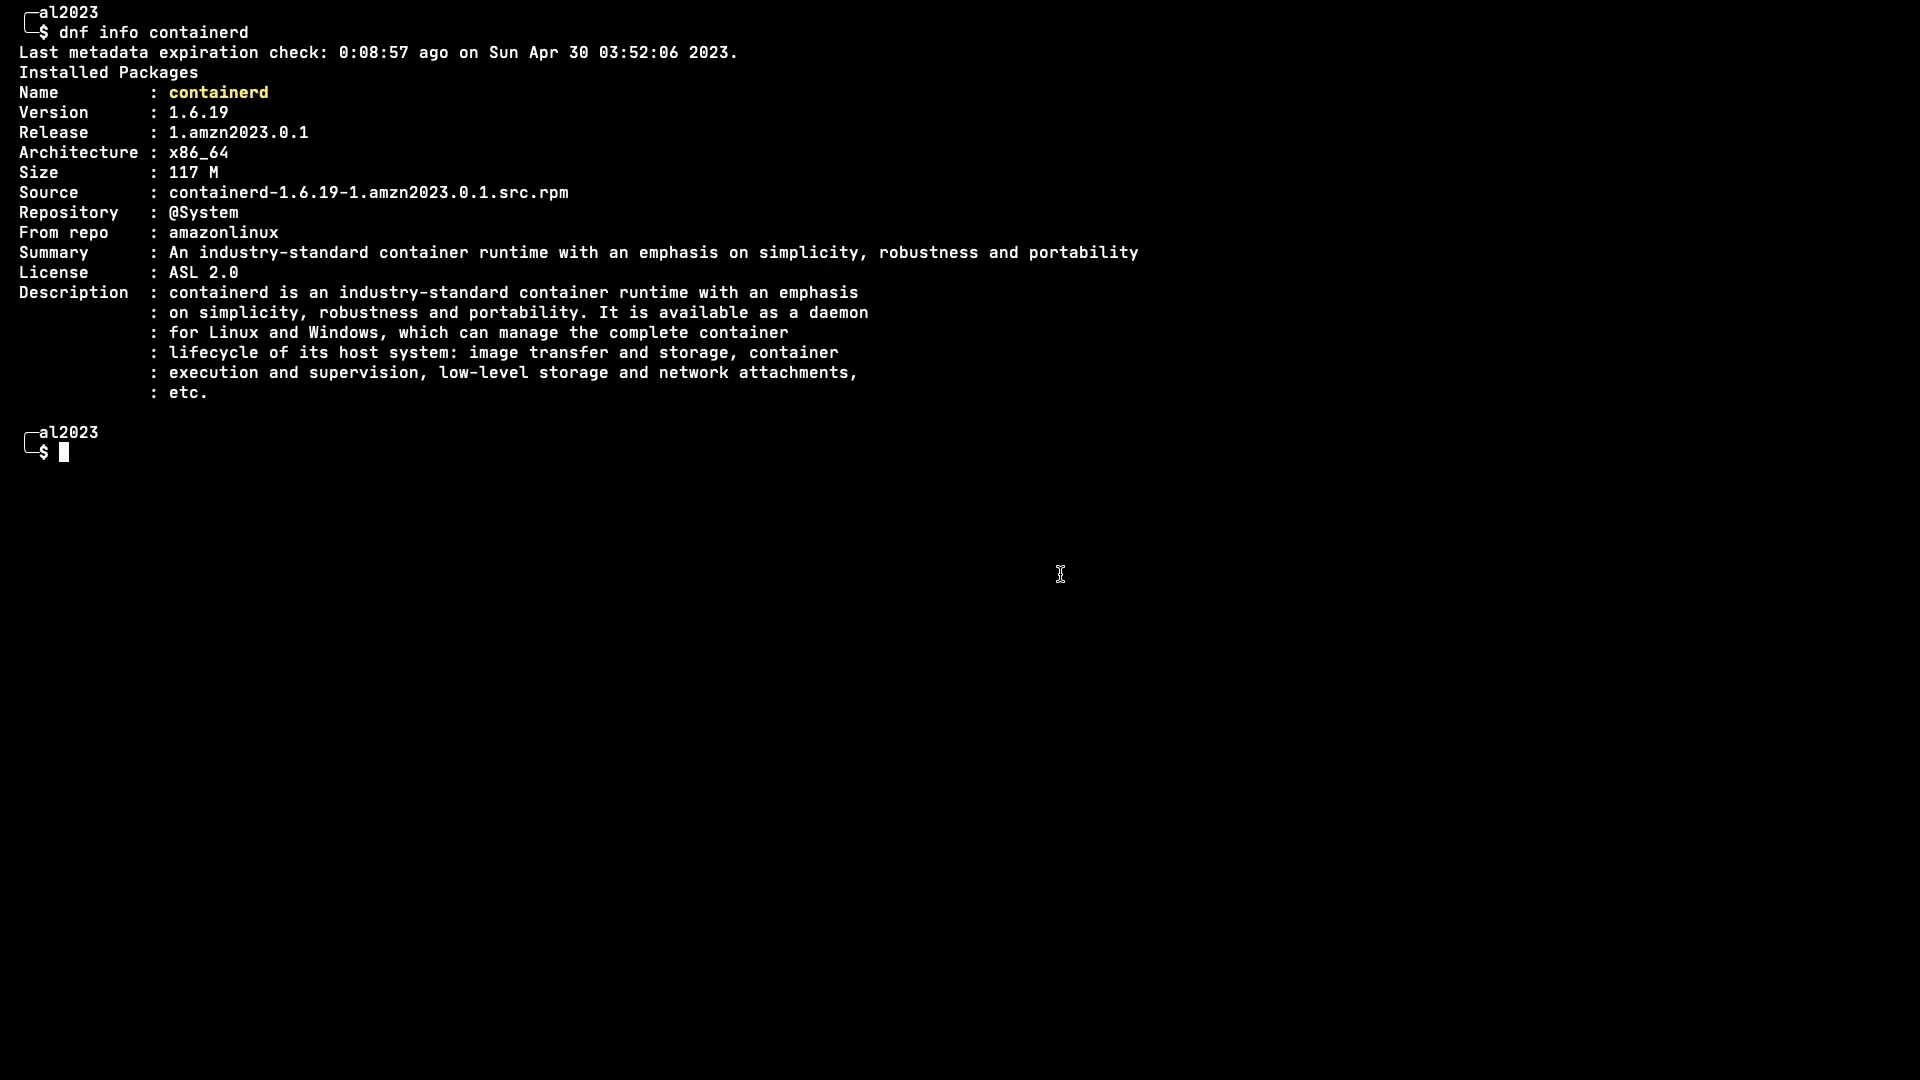 ╭─al2023
╰─$ dnf info containerd
Last metadata expiration check: 0:08:57 ago on Sun Apr 30 03:52:06 2023.
Installed Packages
Name         : containerd
Version      : 1.6.19
Release      : 1.amzn2023.0.1
Architecture : x86_64
Size         : 117 M
Source       : containerd-1.6.19-1.amzn2023.0.1.src.rpm
Repository   : @System
From repo    : amazonlinux
Summary      : An industry-standard container runtime with an emphasis on simplicity, robustness and portability
License      : ASL 2.0
Description  : containerd is an industry-standard container runtime with an emphasis
             : on simplicity, robustness and portability. It is available as a daemon
             : for Linux and Windows, which can manage the complete container
             : lifecycle of its host system: image transfer and storage, container
             : execution and supervision, low-level storage and network attachments,
             : etc.
╭─al2023
╰─$